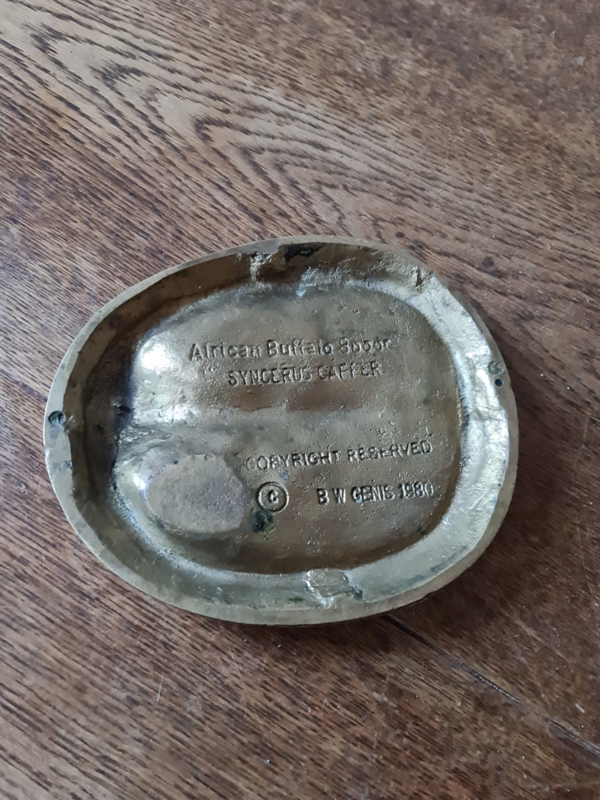 African Buffalo Spoor
SYNCERUS CAFFER
COPYRIGHT RESERVED
© B W GENIS 1980